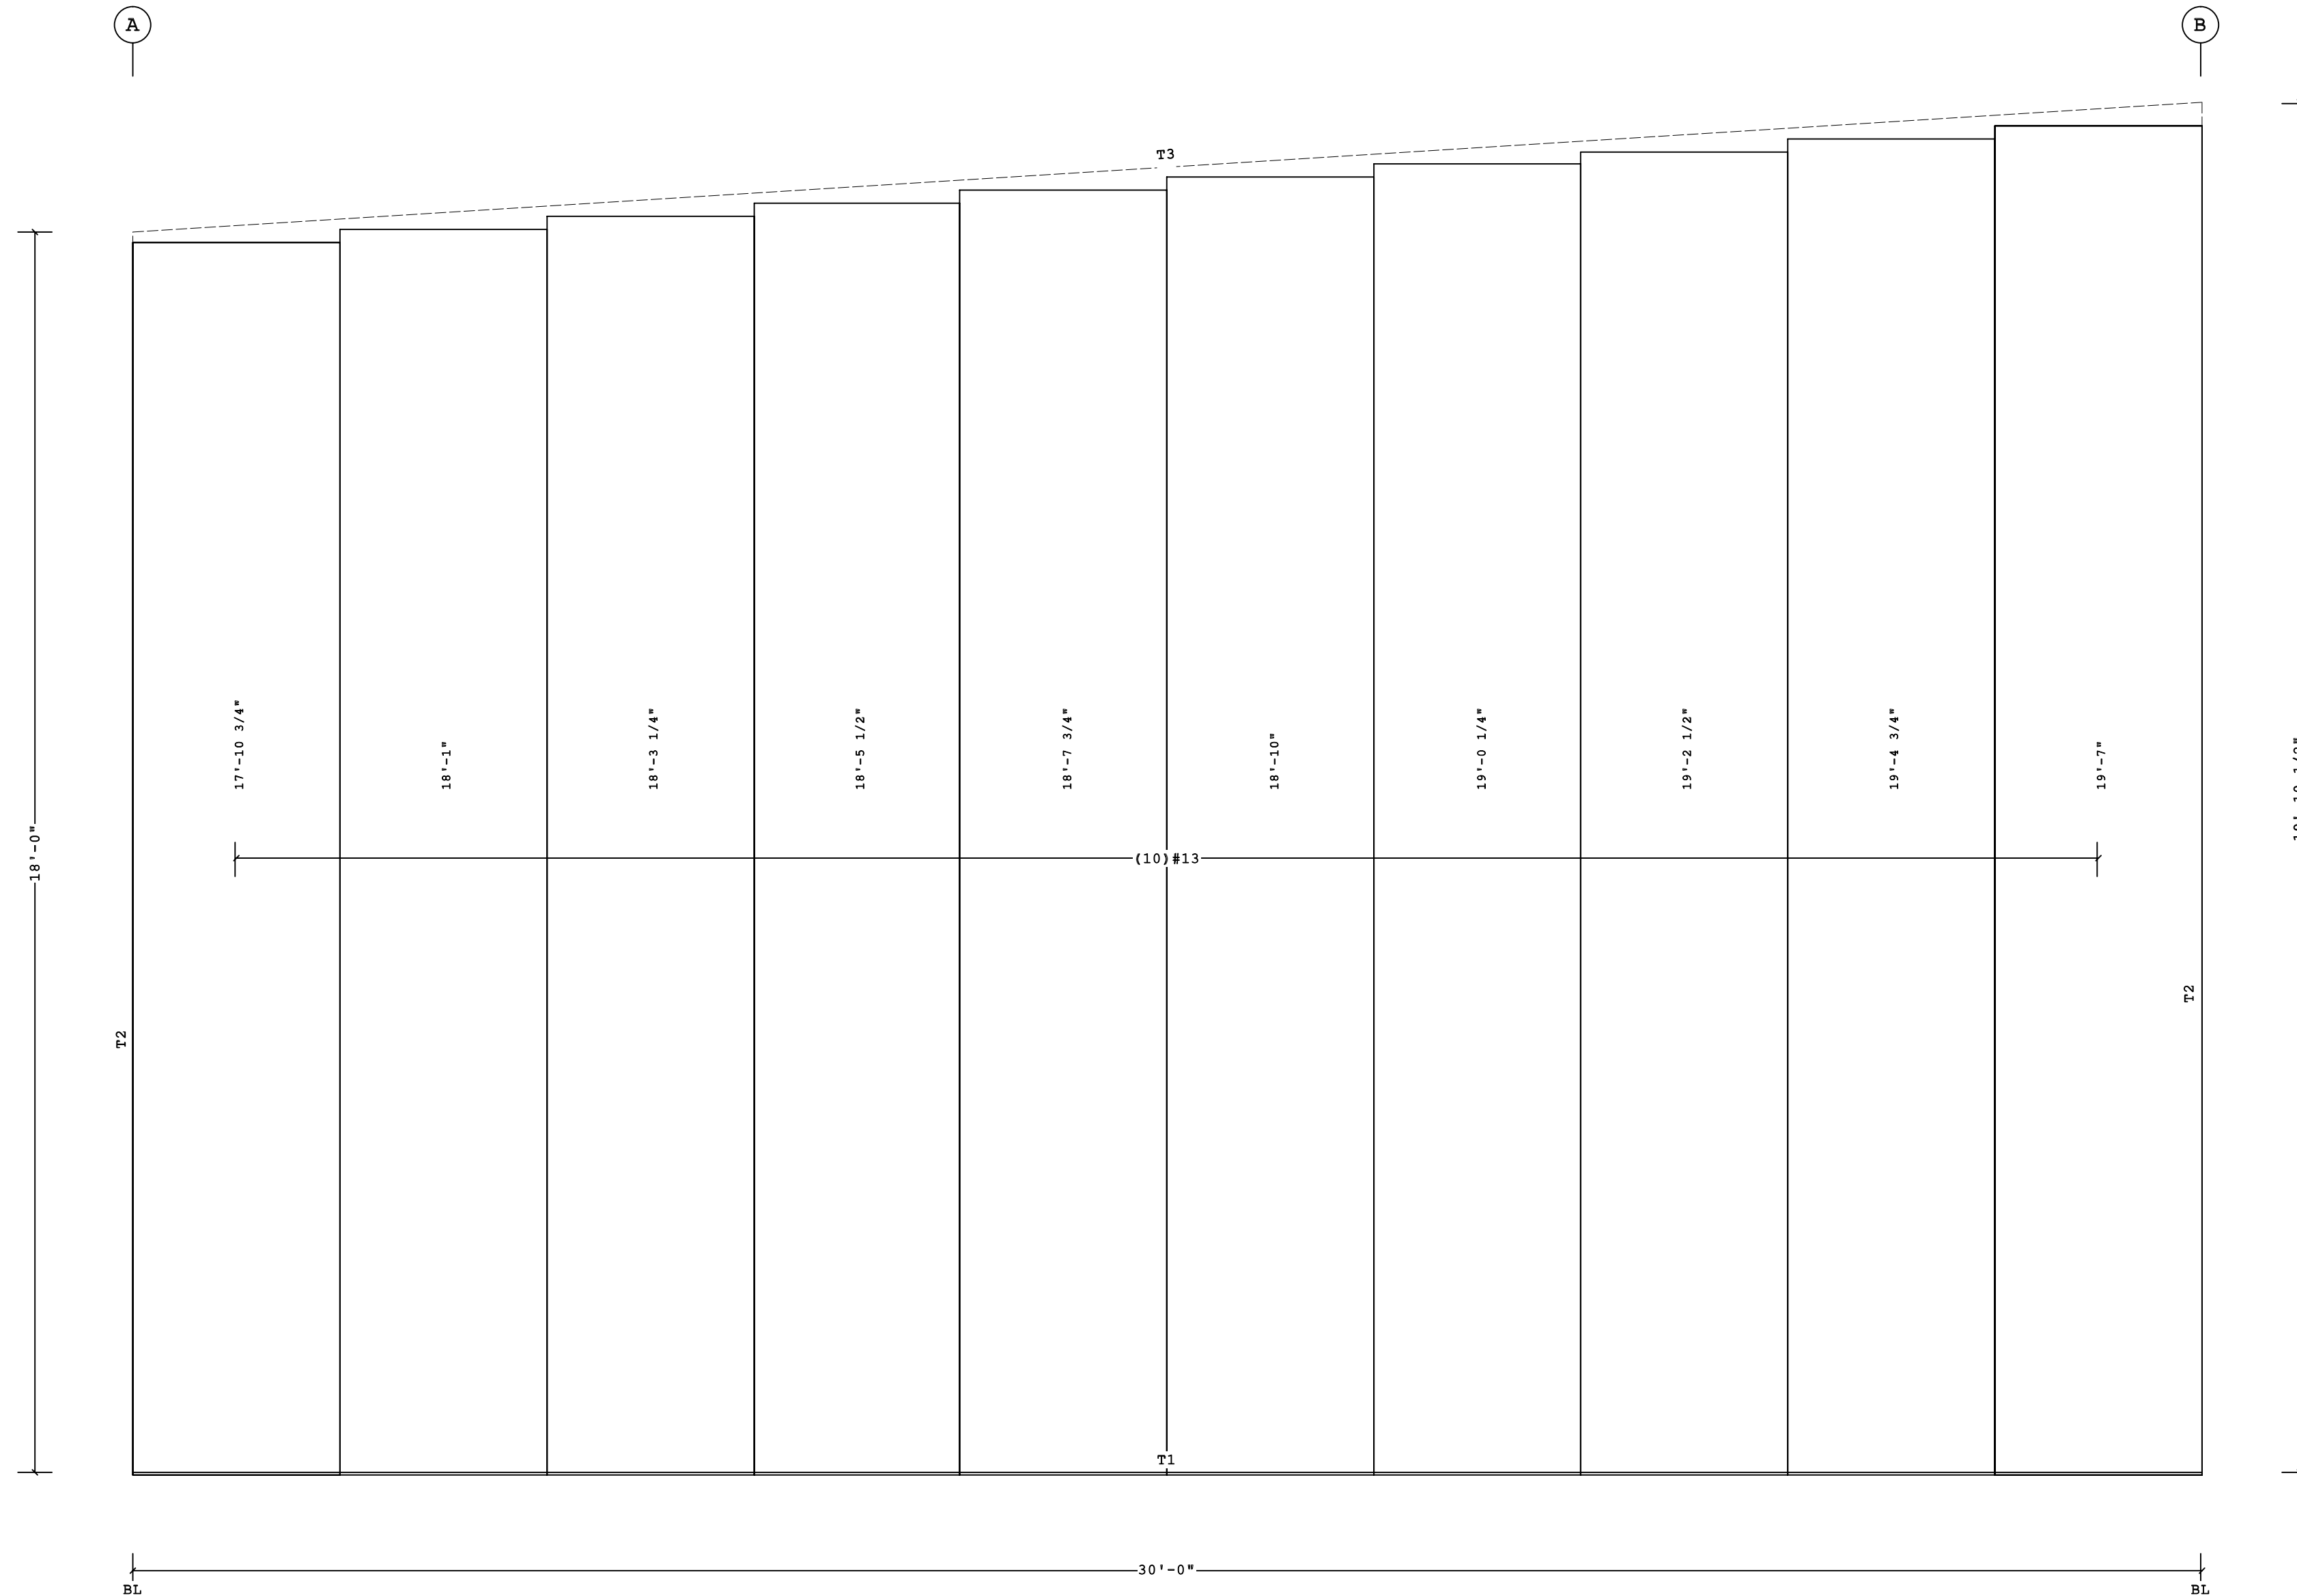 A B
T3
17'-10 3/4" 18'-1" 18'-3 1/4" 18'-5 1/2" 18'-7 3/4" 18'-10" 19'-0 1/4" 19'-2 1/2" 19'-4 3/4" 19'-7"
18'-0"
(10)#13
T2
T2
T1
30'-0"
BL BL